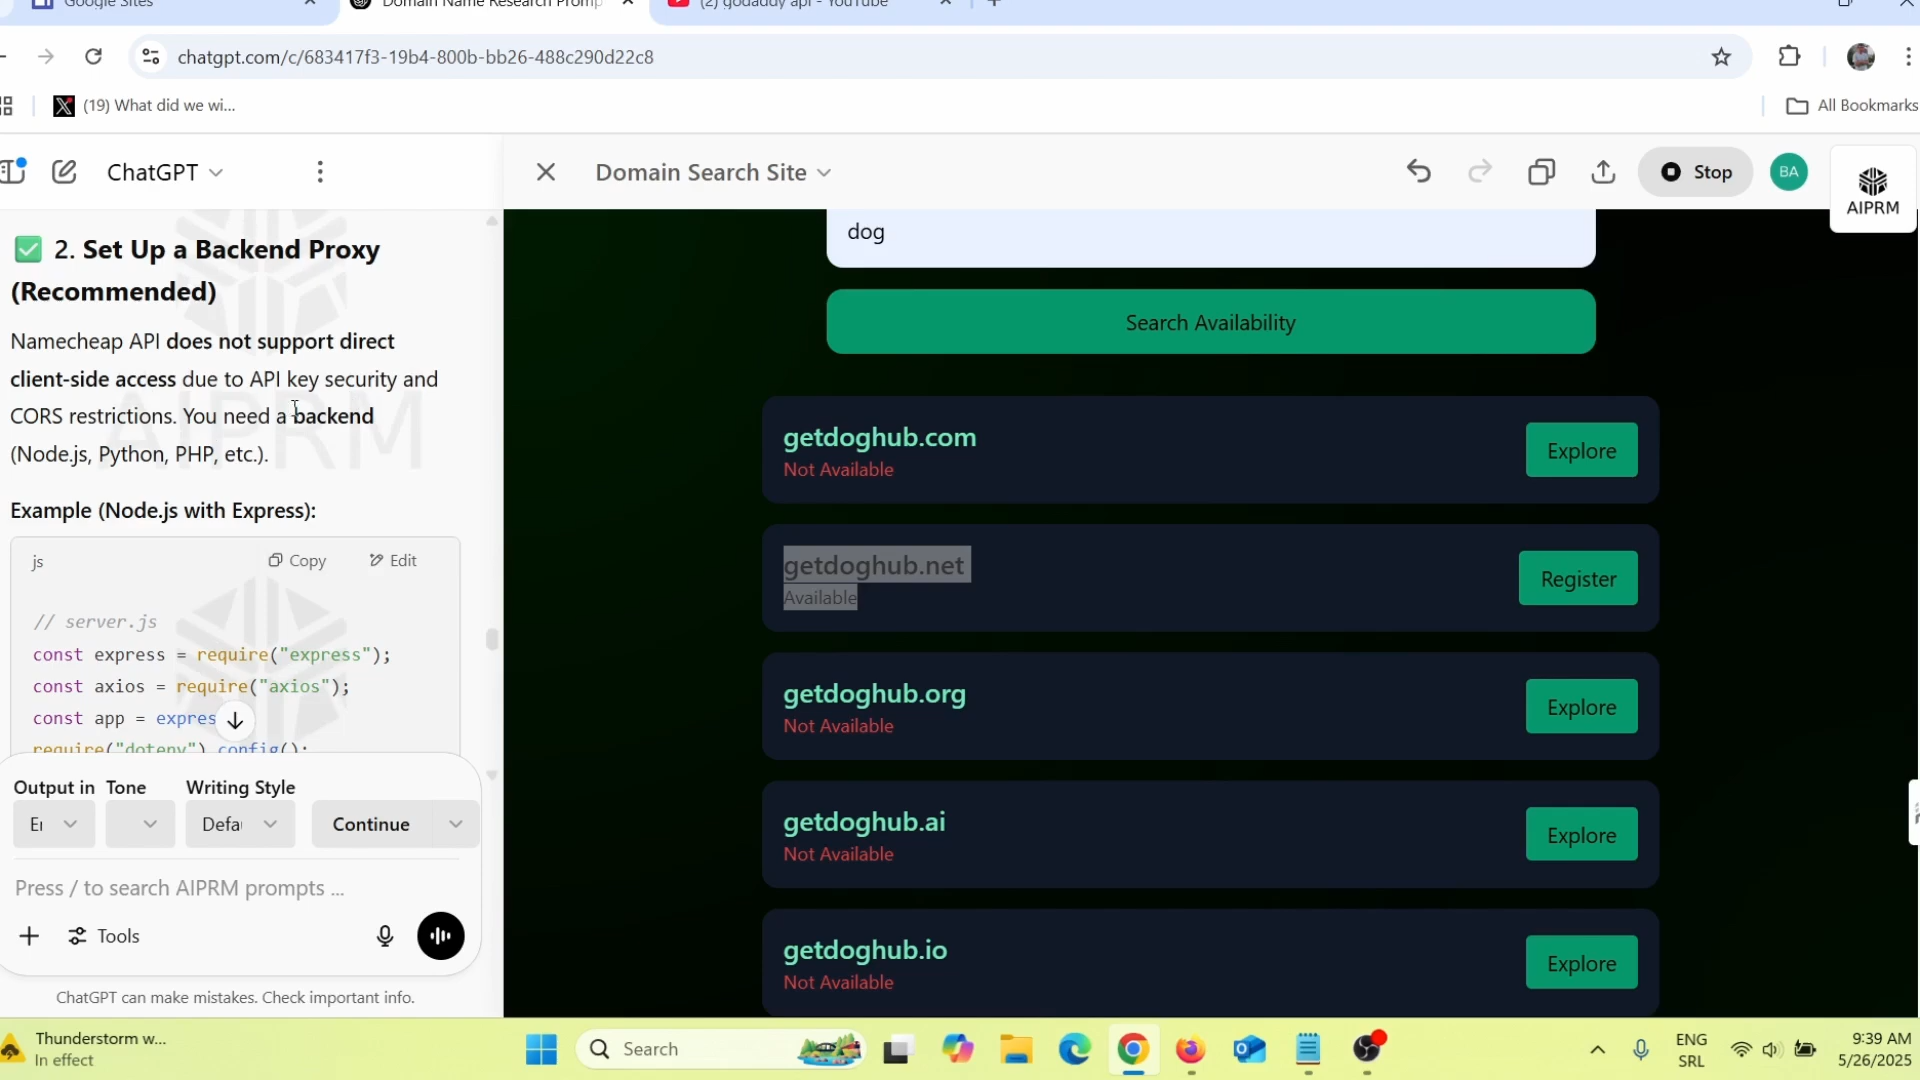 Google Sites
Domain Name Research Promp
(2) godaddy api - YouTube
chatgpt.com/c/683417f3-19b4-800b-bb26-488c290d22c8
(19) What did we wi...
All Bookmarks
ChatGPT
Domain Search Site
Stop
BA
AIPRM
2. Set Up a Backend Proxy
(Recommended)
Namecheap API does not support direct
client-side access due to API key security and
CORS restrictions. You need a backend
(Node.js, Python, PHP, etc.).
Example (Node.js with Express):
js
Copy
Edit
// server.js
const express = require("express");
const axios = require("axios");
const app = expres
require("dotenv").config();
AIPRM
Output in
Tone
Writing Style
Defa
Continue
Press / to search AIPRM prompts ...
Tools
ChatGPT can make mistakes. Check important info.
dog
Search Availability
getdoghub.com
Not Available
Explore
getdoghub.net
Available
Register
getdoghub.org
Not Available
Explore
getdoghub.ai
Not Available
Explore
getdoghub.io
Not Available
Explore
Thunderstorm w...
In effect
Search
ENG
SRL
9:39 AM
5/26/2025